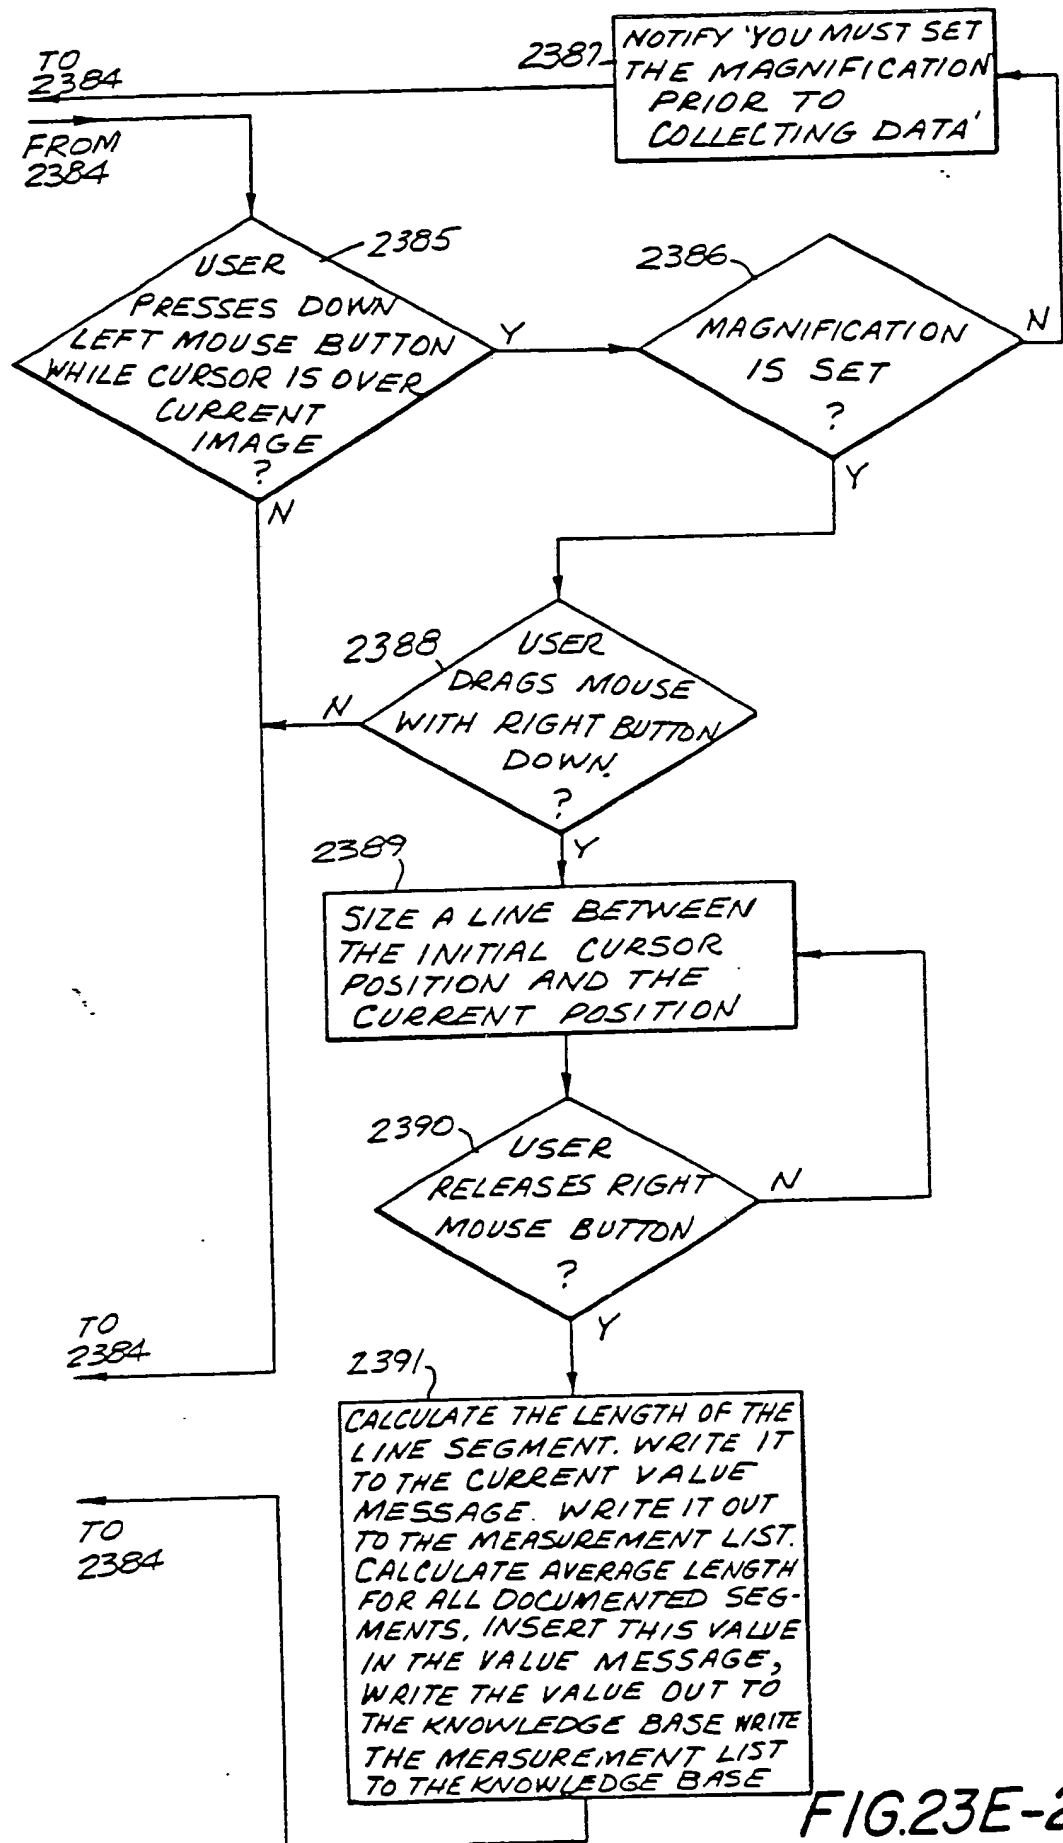 TO
2384
2387
NOTIFY 'YOU MUST SET
THE MAGNIFICATION
PRIOR TO
COLLECTING DATA'
FROM
2384
2385
USER
PRESSES DOWN
LEFT MOUSE BUTTON
WHILE CURSOR IS OVER
CURRENT
IMAGE
?
Y
N
2386
MAGNIFICATION
IS SET
?
N
Y
2388
USER
DRAGS MOUSE
WITH RIGHT BUTTON
DOWN.
?
N
Y
2389
SIZE A LINE BETWEEN
THE INITIAL CURSOR
POSITION AND THE
CURRENT POSITION
2390
USER
RELEASES RIGHT
MOUSE BUTTON
?
N
Y
TO
2384
2391
CALCULATE THE LENGTH OF THE
LINE SEGMENT. WRITE IT
TO THE CURRENT VALUE
MESSAGE. WRITE IT OUT
TO THE MEASUREMENT LIST.
CALCULATE AVERAGE LENGTH
FOR ALL DOCUMENTED SEG-
MENTS, INSERT THIS VALUE
IN THE VALUE MESSAGE,
WRITE THE VALUE OUT TO
THE KNOWLEDGE BASE WRITE
THE MEASUREMENT LIST
TO THE KNOWLEDGE BASE
TO
2384
FIG.23E-2